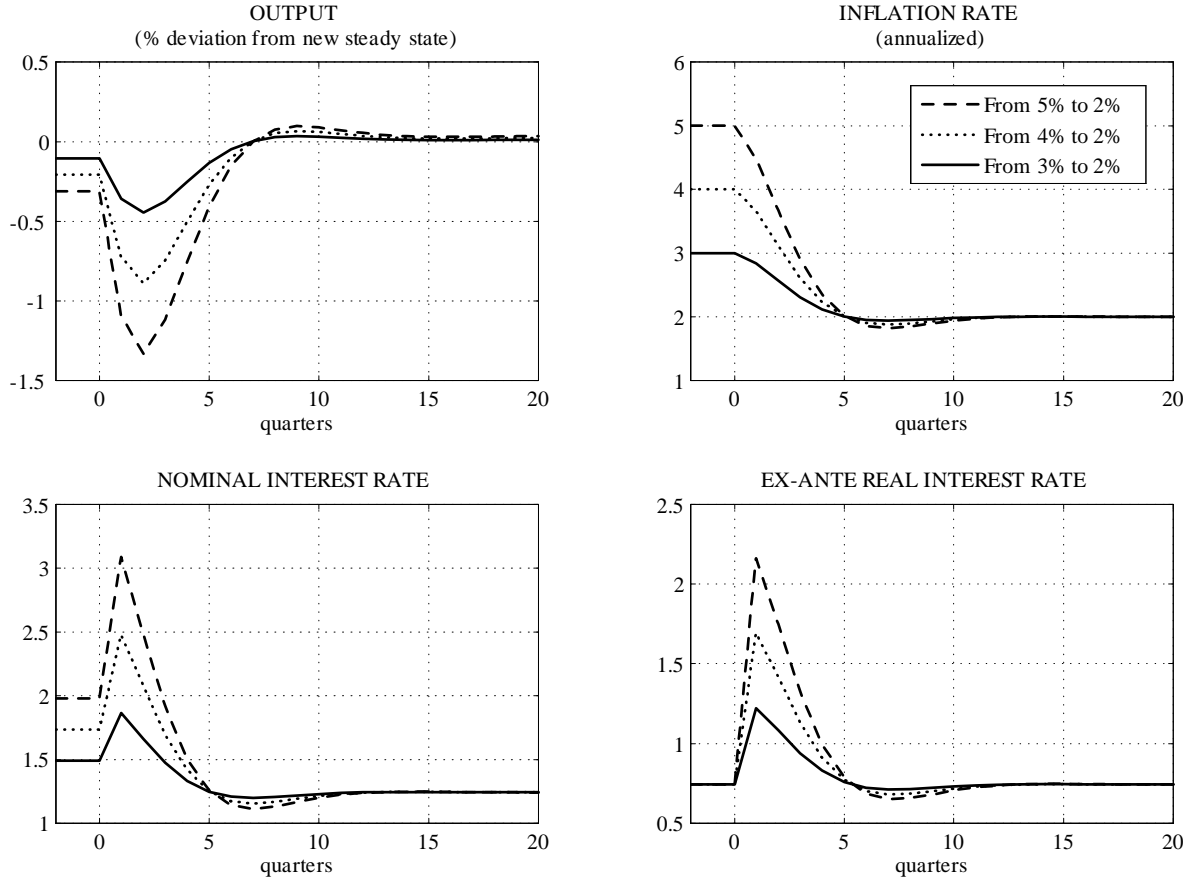 OUTPUT
(% deviation from new steady state)
0.5
0
-0.5
-1
-1.5
0 5 10 15 20
quarters
INFLATION RATE
(annualized)
6
5
4
3
2
1
From 5% to 2%
From 4% to 2%
From 3% to 2%
0 5 10 15 20
quarters
NOMINAL INTEREST RATE
3.5
3
2.5
2
1.5
1
0 5 10 15 20
quarters
EX-ANTE REAL INTEREST RATE
2.5
2
1.5
1
0.5
0 5 10 15 20
quarters